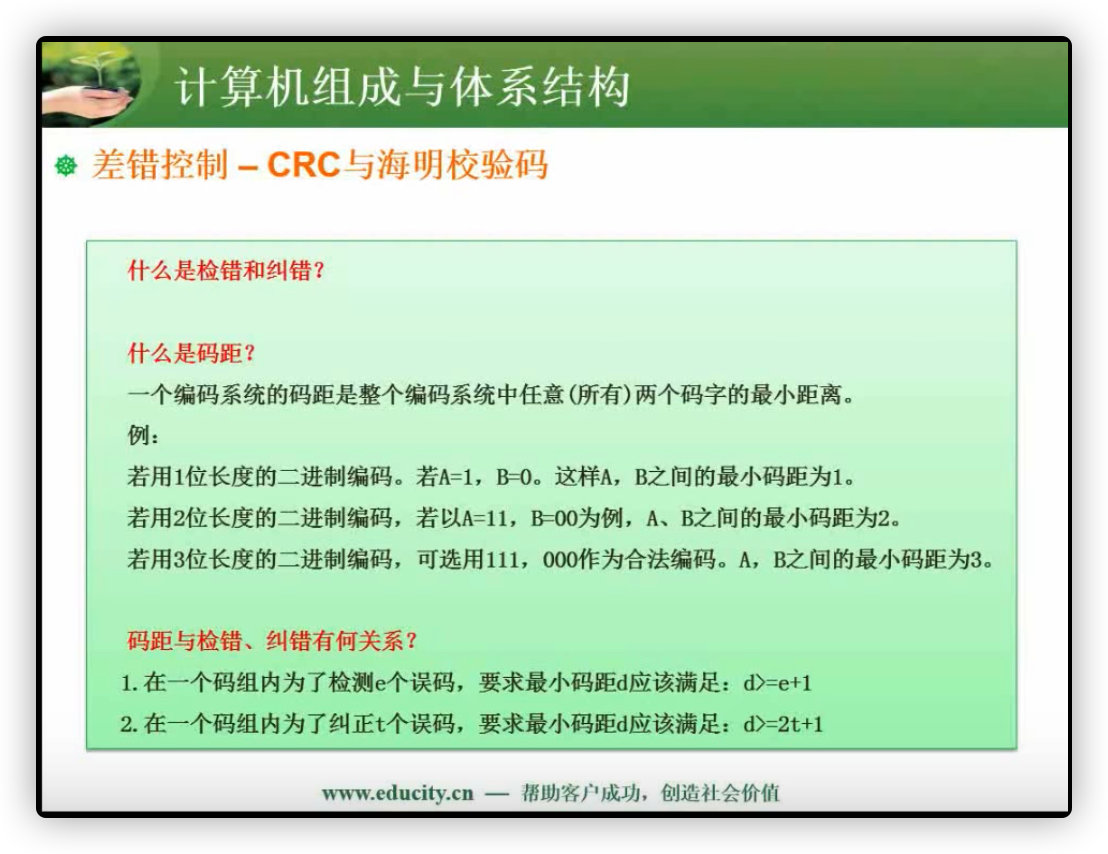 计算机组成与体系结构
差错控制 – CRC与海明校验码
什么是检错和纠错?
什么是码距?
一个编码系统的码距是整个编码系统中任意(所有)两个码字的最小距离。
例:
若用1位长度的二进制编码。若A=1，B=0。这样A，B之间的最小码距为1。
若用2位长度的二进制编码，若以A=11，B=00为例，A、B之间的最小码距为2。
若用3位长度的二进制编码，可选用111，000作为合法编码。A，B之间的最小码距为3。
码距与检错、纠错有何关系?
1.在一个码组内为了检测e个误码，要求最小码距d应该满足：d>=e+1
2.在一个码组内为了纠正t个误码，要求最小码距d应该满足：d>=2t+1
www.educity.cn — 帮助客户成功，创造社会价值